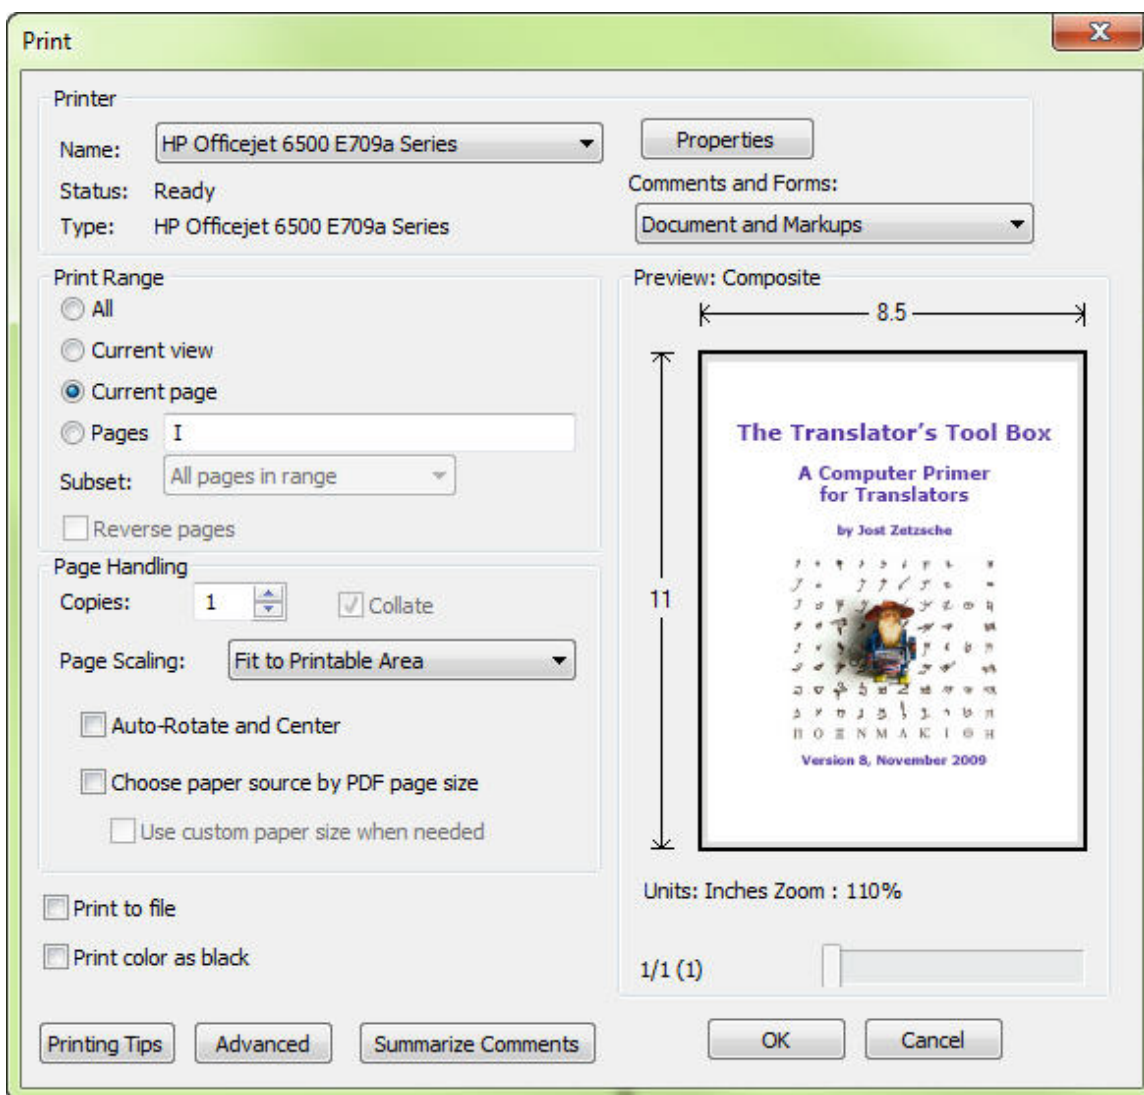 Print
Printer
Name: HP Officejet 6500 E709a Series
Properties
Status: Ready
Comments and Forms:
Type: HP Officejet 6500 E709a Series
Document and Markups
Print Range
All
Current view
Current page
Pages I
Subset: All pages in range
Reverse pages
Page Handling
Copies: 1
Collate
Page Scaling: Fit to Printable Area
Auto-Rotate and Center
Choose paper source by PDF page size
Use custom paper size when needed
Print to file
Print color as black
Preview: Composite
8.5
11
The Translator's Tool Box
A Computer Primer
for Translators
by Jost Zetzsche
Π Ο Ξ Ν Μ Λ Κ Ι Θ Η
Version 8, November 2009
Units: Inches Zoom : 110%
1/1 (1)
Printing Tips
Advanced
Summarize Comments
OK
Cancel